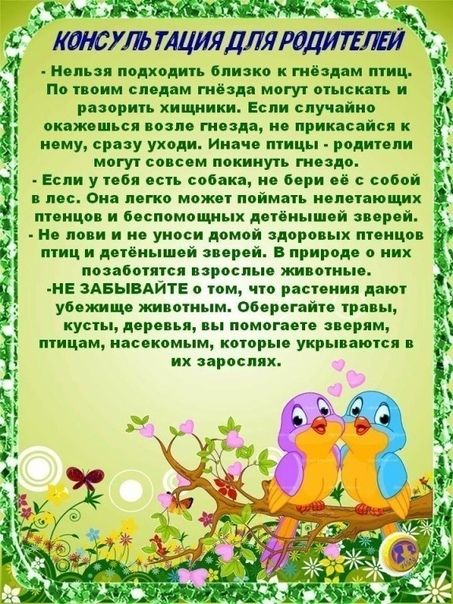 КОНСУЛЬТАЦИЯ ДЛЯ РОДИТЕЛЕЙ
- Нельзя подходить близко к гнёздам птиц.
По твоим следам гнёзда могут отыскать и
разорить хищники. Если случайно
окажешься возле гнезда, не прикасайся к
нему, сразу уходи. Иначе птицы - родители
могут совсем покинуть гнездо.
- Если у тебя есть собака, не бери её с собой
в лес. Она легко может поймать нелетающих
птенцов и беспомощных детёнышей зверей.
- Не лови и не уноси домой здоровых птенцов
птиц и детёнышей зверей. В природе о них
позаботятся взрослые животные.
-НЕ ЗАБЫВАЙТЕ о том, что растения дают
убежище животным. Оберегайте травы,
кусты, деревья, вы помогаете зверям,
птицам, насекомым, которые укрываются в
их зарослях.